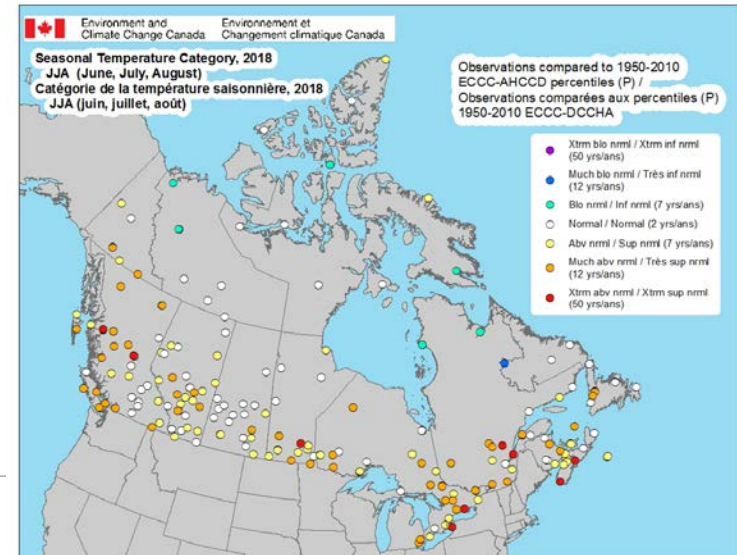 Environment and
Climate Change Canada
Environnement et
Changement climatique Canada
Seasonal Temperature Category, 2018
JJA (June, July, August)
Catégorie de la température saisonnière, 2018
JJA (juin, juillet, août)
Observations compared to 1950-2010
ECCC-AHCCD percentiles (P)
Observations comparées aux percentiles (P)
1950-2010 ECCC-DCCHA
Xtrm blo nrml / Xtrm inf nrml
(50 yrs/ans)
Much blo nrml / Très inf nrml
(12 yrs/ans)
Blo nrml / Inf nrml (7 yrs/ans)
Normal / Normal (2 yrs/ans)
Abv nrml / Sup nrml (7 yrs/ans)
Much abv nrml / Très sup nrml
(12 yrs/ans)
Xtrm abv nrml / Xtrm sup nrml
(50 yrs/ans)